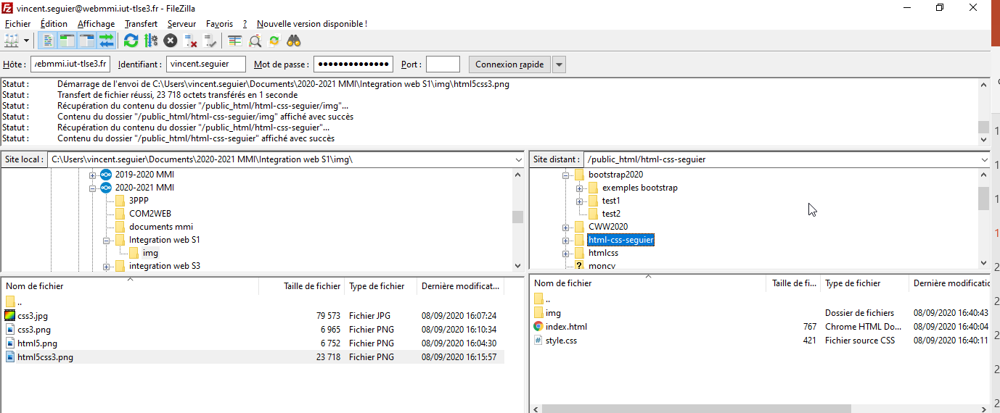 vincent.seguier@webmmi.iut-tlse3.fr - FileZilla
Fichier Édition Affichage Transfert Serveur Favoris ? Nouvelle version disponible !
Hôte : vebmmi.iut-tlse3.fr Identifiant : vincent.seguier Mot de passe : ●●●●●●●●●●●●●● Port : Connexion rapide
Statut : Démarrage de l'envoi de C:\Users\vincent.seguier\Documents\2020-2021 MMI\Integration web S1\img\html5css3.png
Statut : Transfert de fichier réussi, 23 718 octets transférés en 1 seconde
Statut : Récupération du contenu du dossier "/public_html/html-css-seguier/img"...
Statut : Contenu du dossier "/public_html/html-css-seguier/img" affiché avec succès
Statut : Récupération du contenu du dossier "/public_html/html-css-seguier"...
Statut : Contenu du dossier "/public_html/html-css-seguier" affiché avec succès
Site local : C:\Users\vincent.seguier\Documents\2020-2021 MMI\Integration web S1\img\
2019-2020 MMI
2020-2021 MMI
3PPP
COM2WEB
documents mmi
Integration web S1
img
integration web S3
Nom de fichier Taille de fichier Type de fichier Dernière modificat...
..
css3.jpg 79 573 Fichier JPG 08/09/2020 16:07:24
css3.png 6 965 Fichier PNG 08/09/2020 16:10:34
html5.png 6 752 Fichier PNG 08/09/2020 16:04:30
html5css3.png 23 718 Fichier PNG 08/09/2020 16:15:57
Site distant : /public_html/html-css-seguier
bootstrap2020
exemples bootstrap
test1
test2
CWW2020
html-css-seguier
htmlcss
moncv
Nom de fichier Taille de fi... Type de fichier Dernière modificatio
..
img Dossier de fichiers 08/09/2020 16:40:43
index.html 767 Chrome HTML Do... 08/09/2020 16:40:04
style.css 421 Fichier source CSS 08/09/2020 16:40:11
1
1
1
1
2
2
2
2
2